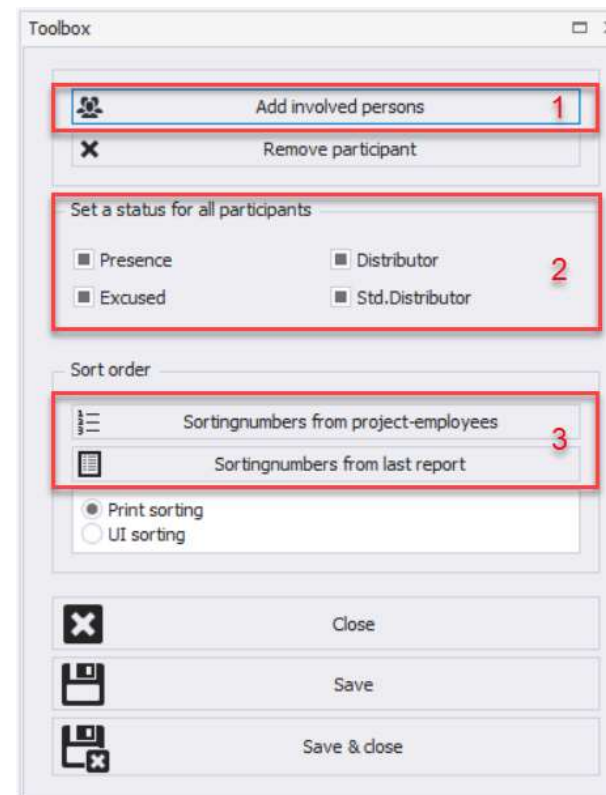 Toolbox
Add involved persons 1
Remove participant
Set a status for all participants
Presence Distributor
2
Excused Std.Distributor
Sort order
Sortingnumbers from project-employees
3
Sortingnumbers from last report
Print sorting
UI sorting
Close
Save
Save & close